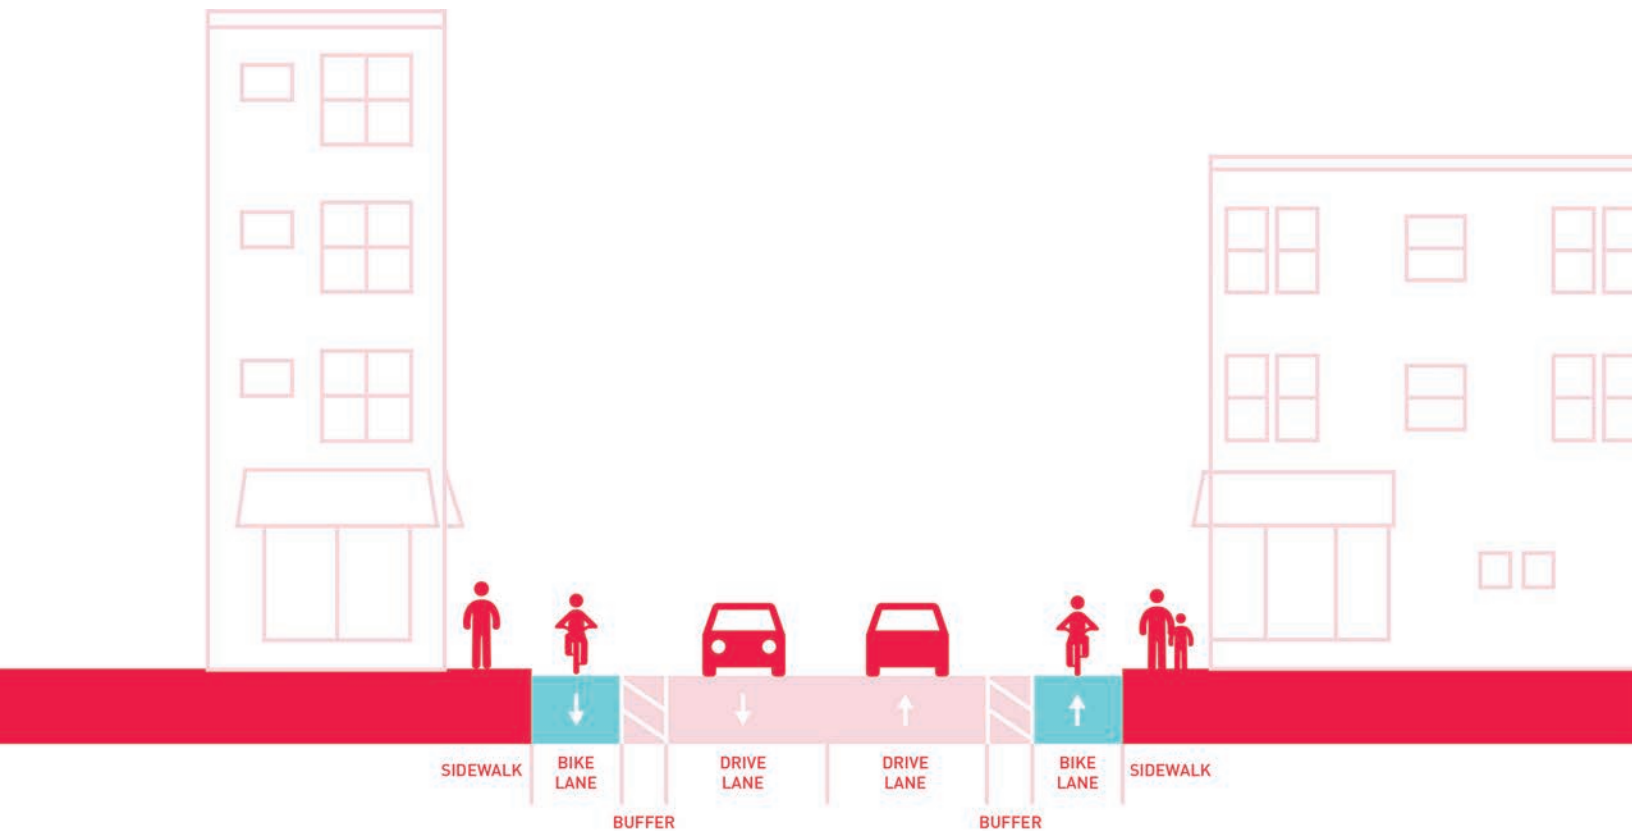 SIDEWALK
BIKE
LANE
BUFFER
DRIVE
LANE
DRIVE
LANE
BUFFER
BIKE
LANE
SIDEWALK